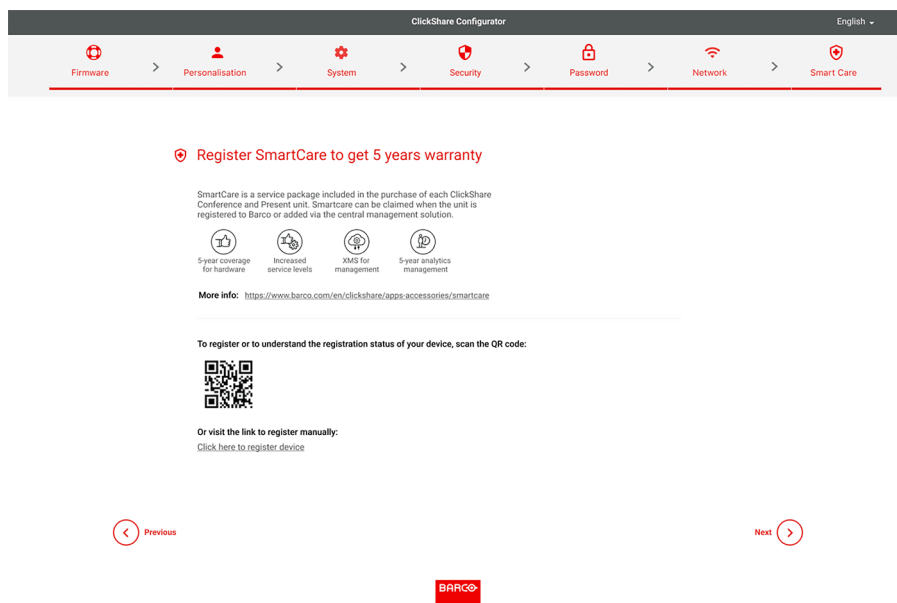 ClickShare Configurator
English
Firmware
Personalisation
System
Security
Password
Network
Smart Care
Register SmartCare to get 5 years warranty
SmartCare is a service package included in the purchase of each ClickShare
Conference and Present unit. Smartcare can be claimed when the unit is
registered to Barco or added via the central management solution.
5-year coverage
for hardware
Increased
service levels
XMS for
management
5-year analytics
management
More info: https://www.barco.com/en/clickshare/apps-accessories/smartcare
To register or to understand the registration status of your device, scan the QR code:
Or visit the link to register manually:
Click here to register device
Previous
Next
BARCO